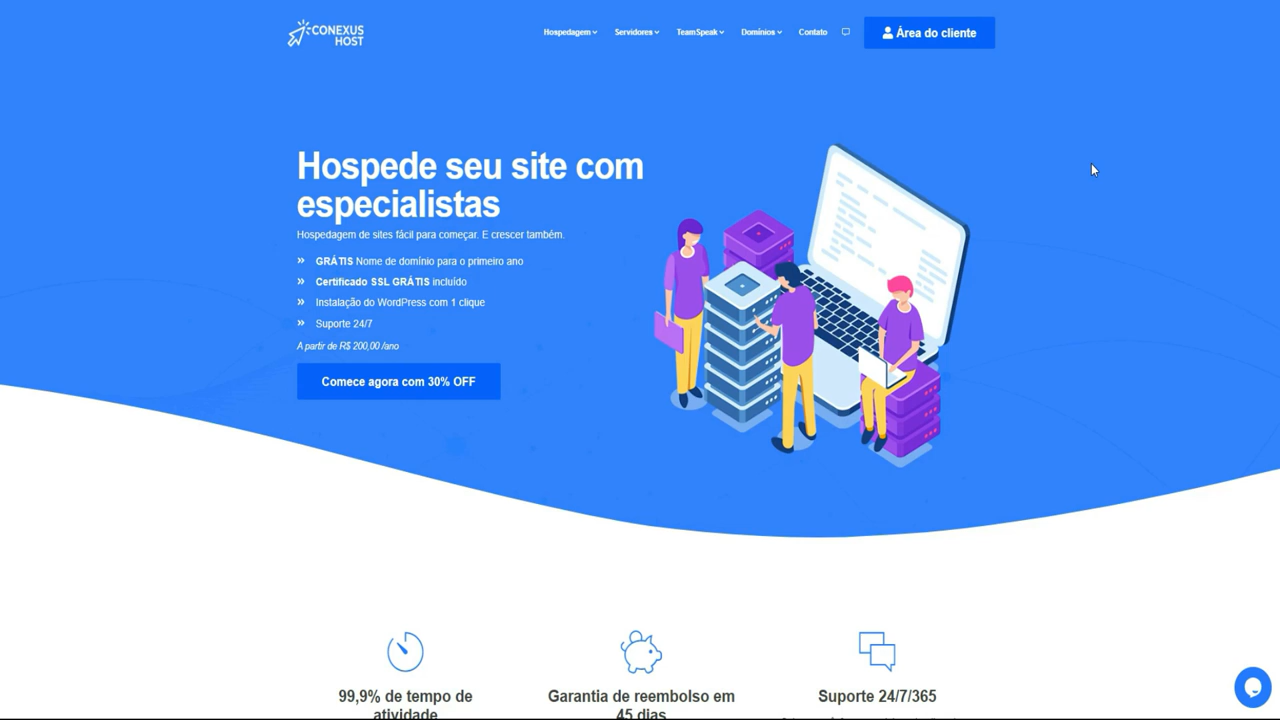 CONEXUS
HOST
Hospedagem
Servidores
TeamSpeak
Domínios
Contato
Área do cliente
Hospede seu site com
especialistas
Hospedagem de sites fácil para começar. E crescer também.
» GRÁTIS Nome de domínio para o primeiro ano
» Certificado SSL GRÁTIS incluído
» Instalação do WordPress com 1 clique
» Suporte 24/7
A partir de R$ 200,00 /ano
Comece agora com 30% OFF
99,9% de tempo de
atividade
Garantia de reembolso em
45 dias
Suporte 24/7/365